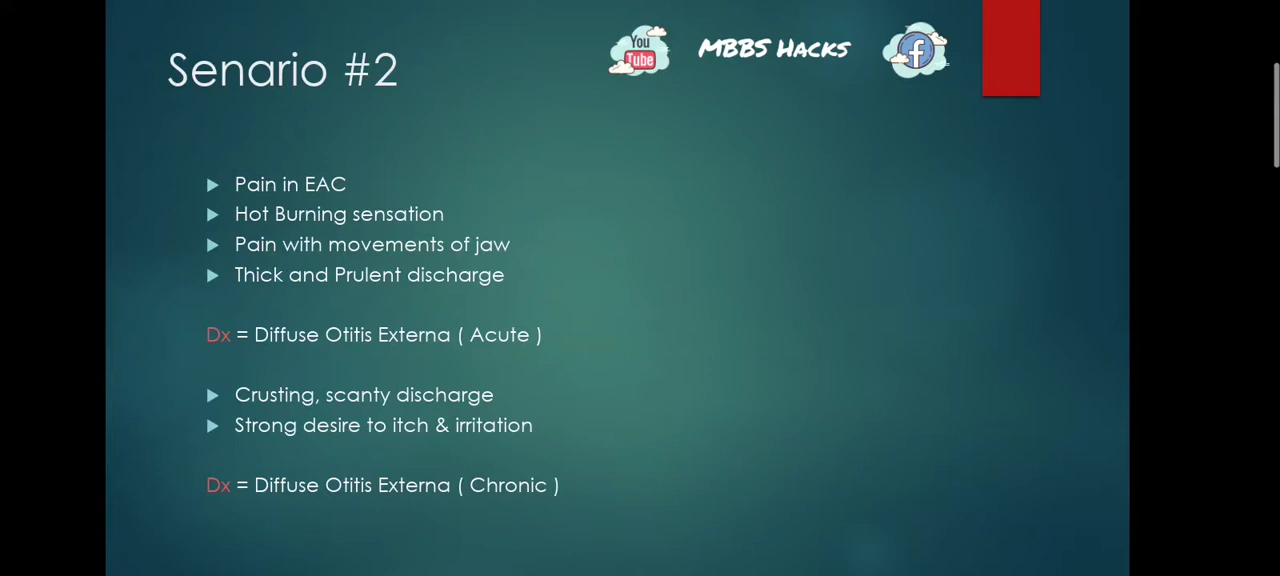 Senario #2
You
Tube
MBBS Hacks
f
Pain in EAC
Hot Burning sensation
Pain with movements of jaw
Thick and Prulent discharge
Dx = Diffuse Otitis Externa ( Acute )
Crusting, scanty discharge
Strong desire to itch & irritation
Dx = Diffuse Otitis Externa ( Chronic )